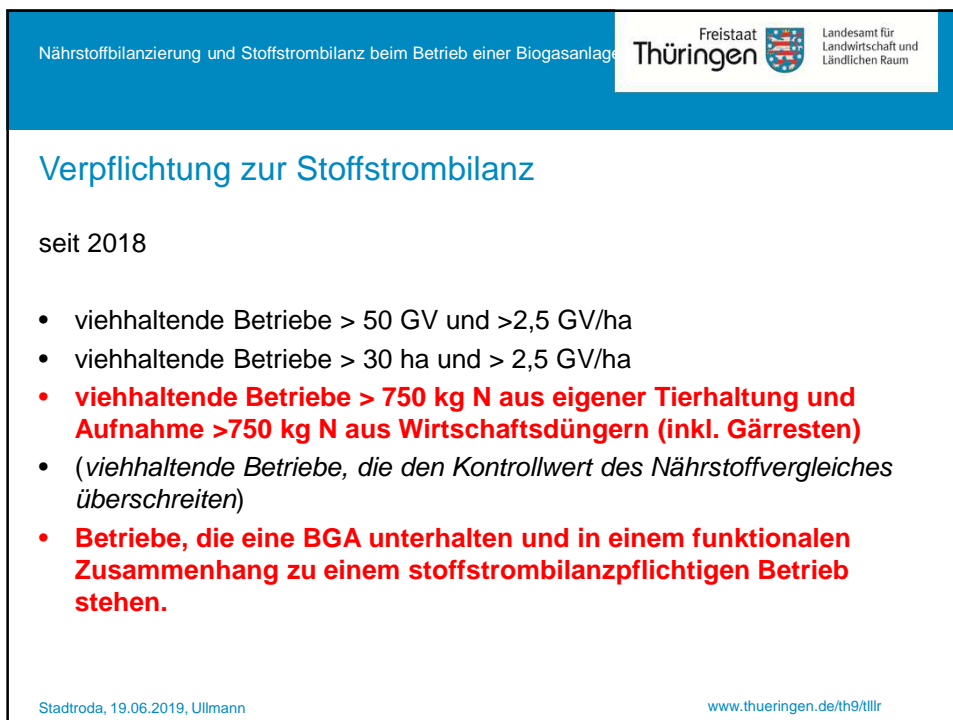 Nährstoffbilanzierung und Stoffstrombilanz beim Betrieb einer Biogasanlage
Freistaat
Thüringen
Landesamt für
Landwirtschaft und
Ländlichen Raum
Verpflichtung zur Stoffstrombilanz
seit 2018
• viehhaltende Betriebe > 50 GV und >2,5 GV/ha
• viehhaltende Betriebe > 30 ha und > 2,5 GV/ha
• viehhaltende Betriebe > 750 kg N aus eigener Tierhaltung und
Aufnahme >750 kg N aus Wirtschaftsdüngern (inkl. Gärresten)
• (viehhaltende Betriebe, die den Kontrollwert des Nährstoffvergleiches
überschreiten)
• Betriebe, die eine BGA unterhalten und in einem funktionalen
Zusammenhang zu einem stoffstrombilanzpflichtigen Betrieb
stehen.
Stadtroda, 19.06.2019, Ullmann
www.thueringen.de/th9/tlllr